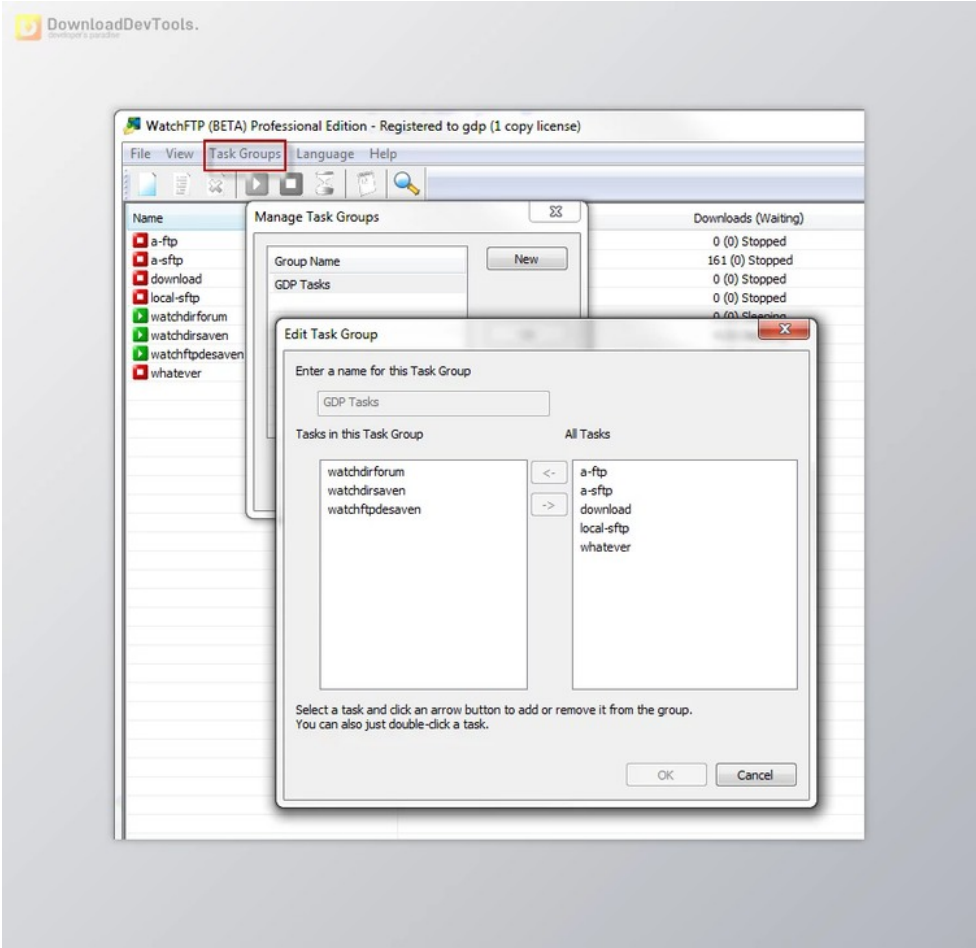 DownloadDevTools.
developer's paradise
WatchFTP (BETA) Professional Edition - Registered to gdp (1 copy license)
File View Task Groups Language Help
Name
Downloads (Waiting)
a-ftp
0 (0) Stopped
a-sftp
161 (0) Stopped
download
0 (0) Stopped
local-sftp
0 (0) Stopped
watchdirforum
0 (0) Sleeping
watchdirsaven
watchftpdesaven
whatever
Manage Task Groups
Group Name
New
GDP Tasks
Edit Task Group
Enter a name for this Task Group
GDP Tasks
Tasks in this Task Group
All Tasks
watchdirforum
watchdirsaven
watchftpdesaven
<-
->
a-ftp
a-sftp
download
local-sftp
whatever
Select a task and click an arrow button to add or remove it from the group.
You can also just double-click a task.
OK
Cancel